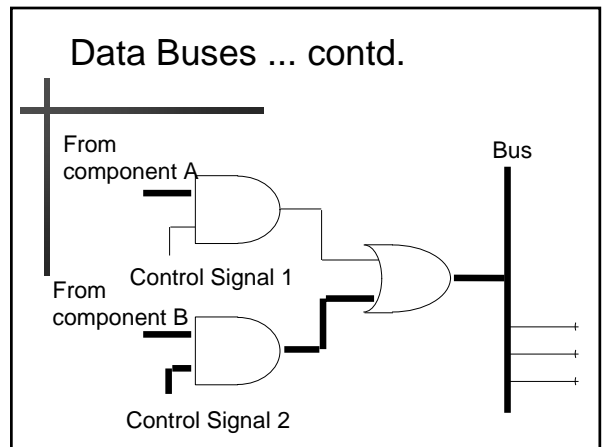 Data Buses ... contd.
From
component A
Bus
Control Signal 1
From
component B
Control Signal 2